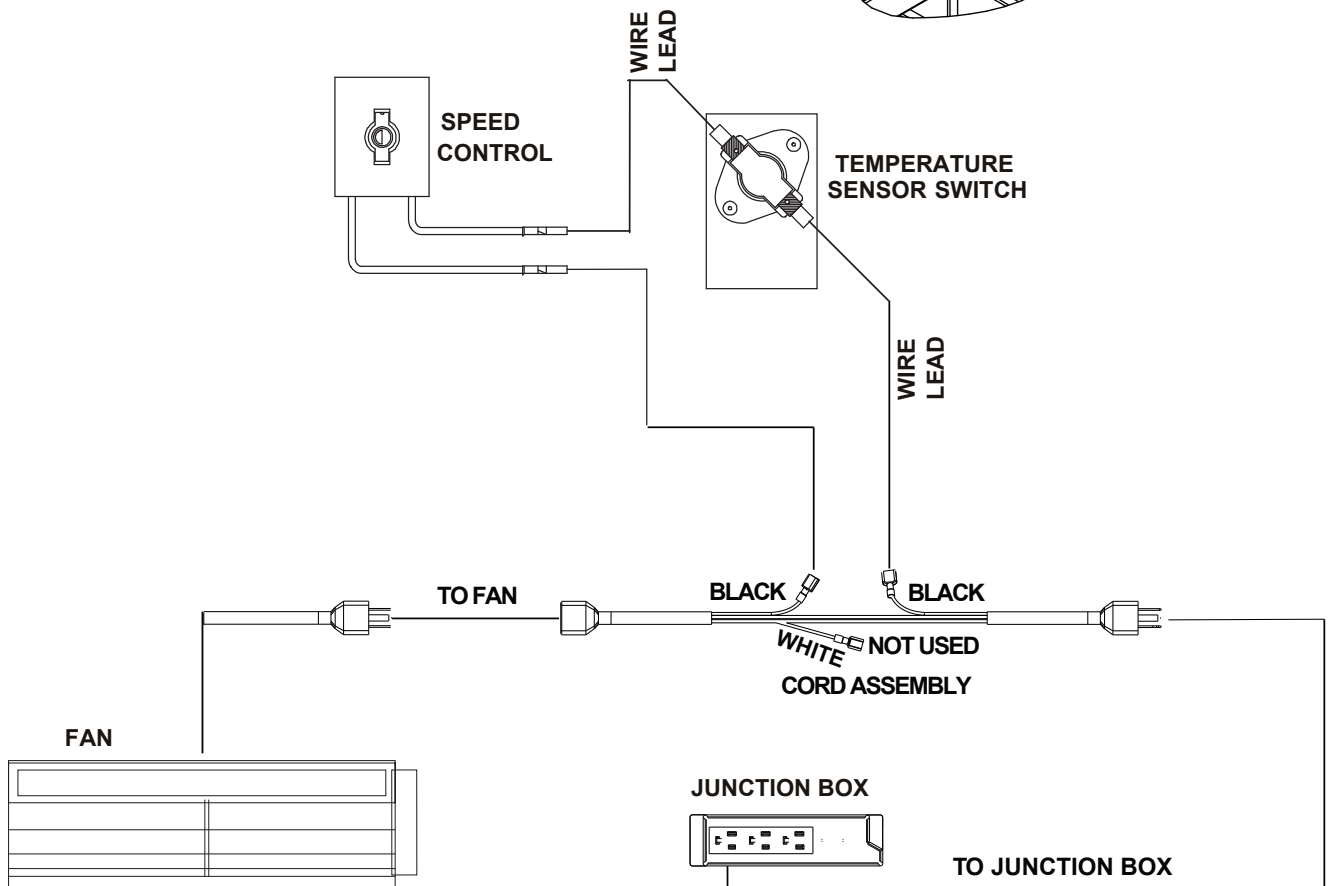 WIRE
LEAD
SPEED
CONTROL
TEMPERATURE
SENSOR SWITCH
WIRE
LEAD
TO FAN
BLACK
BLACK
WHITE
NOT USED
CORD ASSEMBLY
FAN
JUNCTION BOX
TO JUNCTION BOX